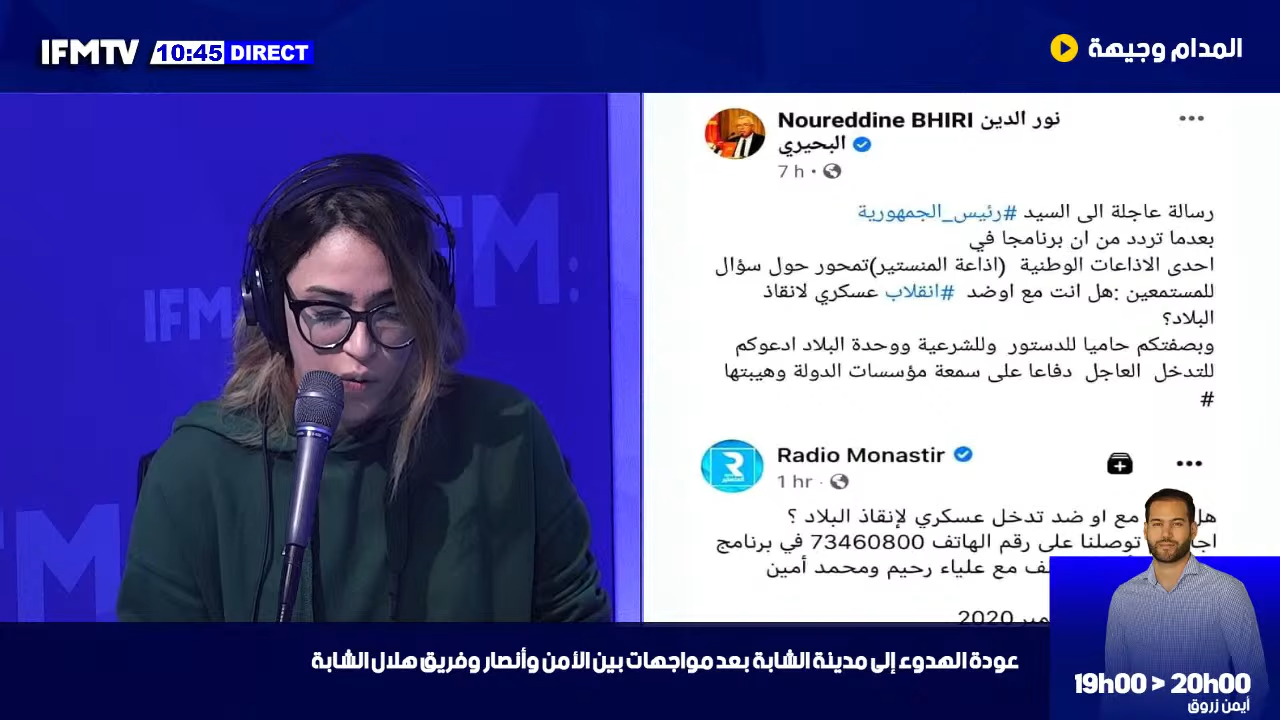 IFMTV 10:45 DIRECT
المدام وجيهة
IFM
FM:
M
Noureddine BHIRI نور الدين
البحيري
7 h
رسالة عاجلة الى السيد #رئيس_الجمهورية
بعدما تردد من ان برنامجا في
احدى الاذاعات الوطنية (اذاعة المنستير)تمحور حول سؤال
للمستمعين :هل انت مع اوضد #انقلاب عسكري لانقاذ
البلاد؟
وبصفتكم حاميا للدستور وللشرعية ووحدة البلاد ادعوكم
للتدخل العاجل دفاعا على سمعة مؤسسات الدولة وهيبتها
#
Radio Monastir
1 hr
مع او ضد تدخل عسكري لإنقاذ البلاد ؟
توصلنا على رقم الهاتف 73460800 في برنامج
مع علياء رحيم ومحمد أمين
2020
عودة الهدوء إلى مدينة الشابة بعد مواجهات بين الأمن وأنصار وفريق هلال الشابة
19h00 > 20h00
أيمن زروق